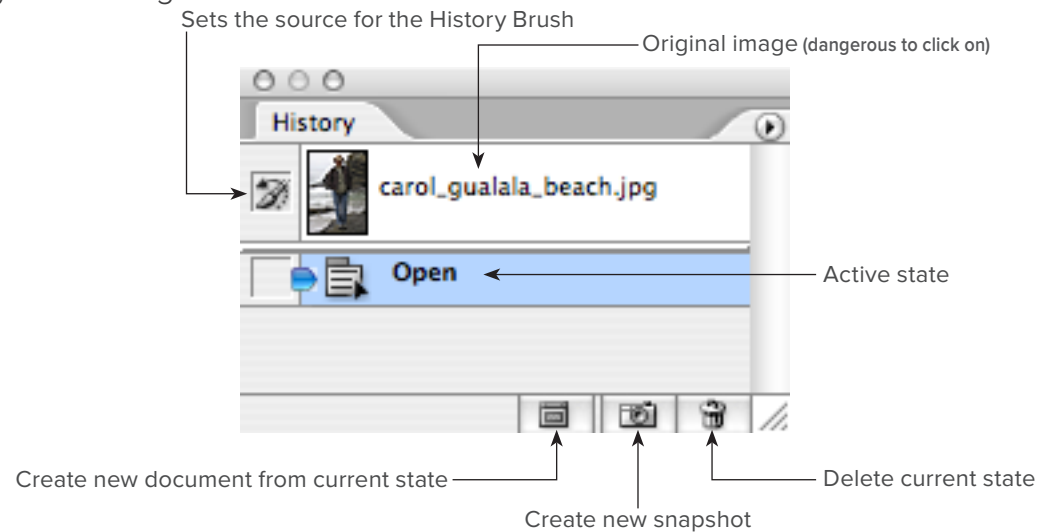 Sets the source for the History Brush
Original image (dangerous to click on)
History
carol_gualala_beach.jpg
Open
Active state
Create new document from current state
Delete current state
Create new snapshot